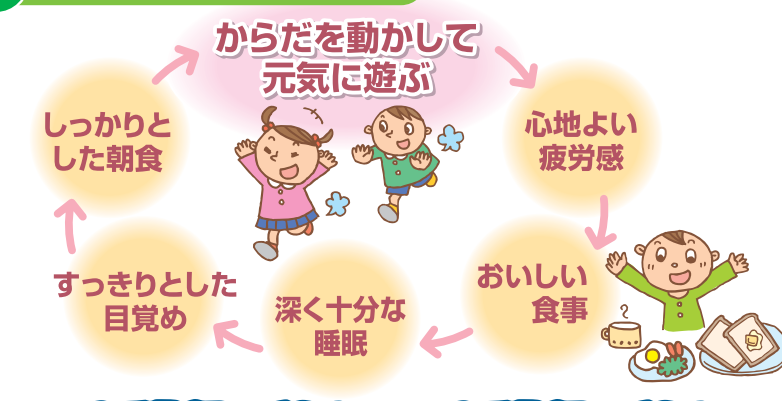 からだを動かして
元気に遊ぶ
心地よい
疲労感
おいしい
食事
深く十分な
睡眠
すっきりとした
目覚め
しっかりと
した朝食